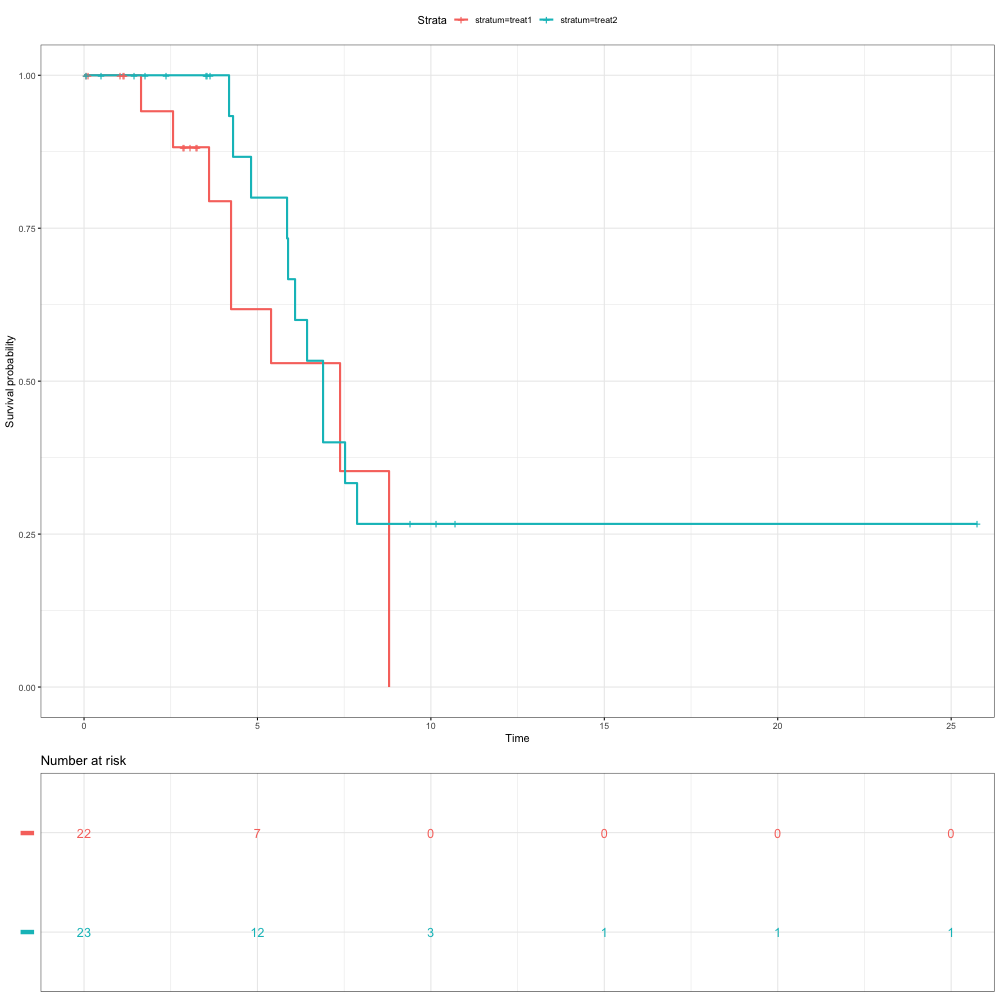 Strata stratum=treat1 stratum=treat2
Survival probability
1.00
0.75
0.50
0.25
0.00
0 5 10 15 20 25
Time
Number at risk
22 7 0 0 0 0
23 12 3 1 1 1